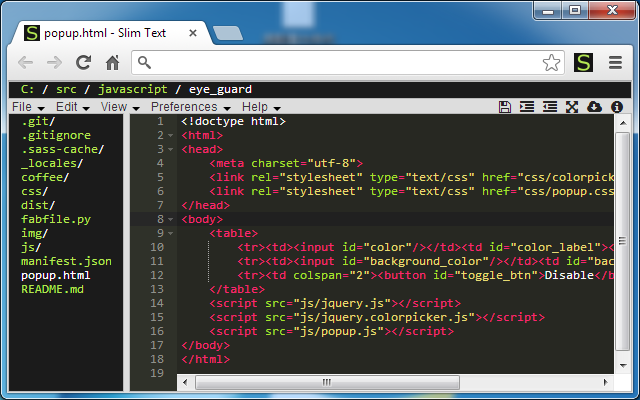 popup.html - Slim Text
S
C: / src / javascript / eye_guard
File Edit View Preferences Help
.git/
.gitignore
.sass-cache/
_locales/
coffee/
css/
dist/
fabfile.py
img/
js/
manifest.json
popup.html
README.md
1 <!doctype html>
2 <html>
3 <head>
4 <meta charset="utf-8">
5 <link rel="stylesheet" type="text/css" href="css/colorpick
6 <link rel="stylesheet" type="text/css" href="css/popup.css
7 </head>
8 <body>
9 <table>
10 <tr><td><input id="color"/></td><td id="color_label"><
11 <tr><td><input id="background_color"/></td><td id="bac
12 <tr><td colspan="2"><button id="toggle_btn">Disable</b
13 </table>
14 <script src="js/jquery.js"></script>
15 <script src="js/jquery.colorpicker.js"></script>
16 <script src="js/popup.js"></script>
17 </body>
18 </html>
19